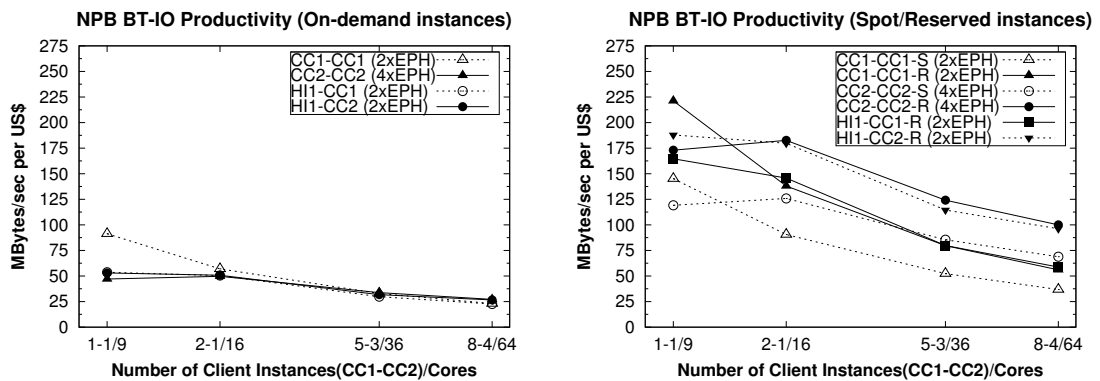 NPB BT-IO Productivity (On-demand instances)
MBytes/sec per US$
275
250
225
200
175
150
125
100
75
50
25
0
CC1-CC1 (2xEPH)
CC2-CC2 (4xEPH)
HI1-CC1 (2xEPH)
HI1-CC2 (2xEPH)
1-1/9
2-1/16
5-3/36
8-4/64
Number of Client Instances(CC1-CC2)/Cores
NPB BT-IO Productivity (Spot/Reserved instances)
MBytes/sec per US$
275
250
225
200
175
150
125
100
75
50
25
0
CC1-CC1-S (2xEPH)
CC1-CC1-R (2xEPH)
CC2-CC2-S (4xEPH)
CC2-CC2-R (4xEPH)
HI1-CC1-R (2xEPH)
HI1-CC2-R (2xEPH)
1-1/9
2-1/16
5-3/36
8-4/64
Number of Client Instances(CC1-CC2)/Cores